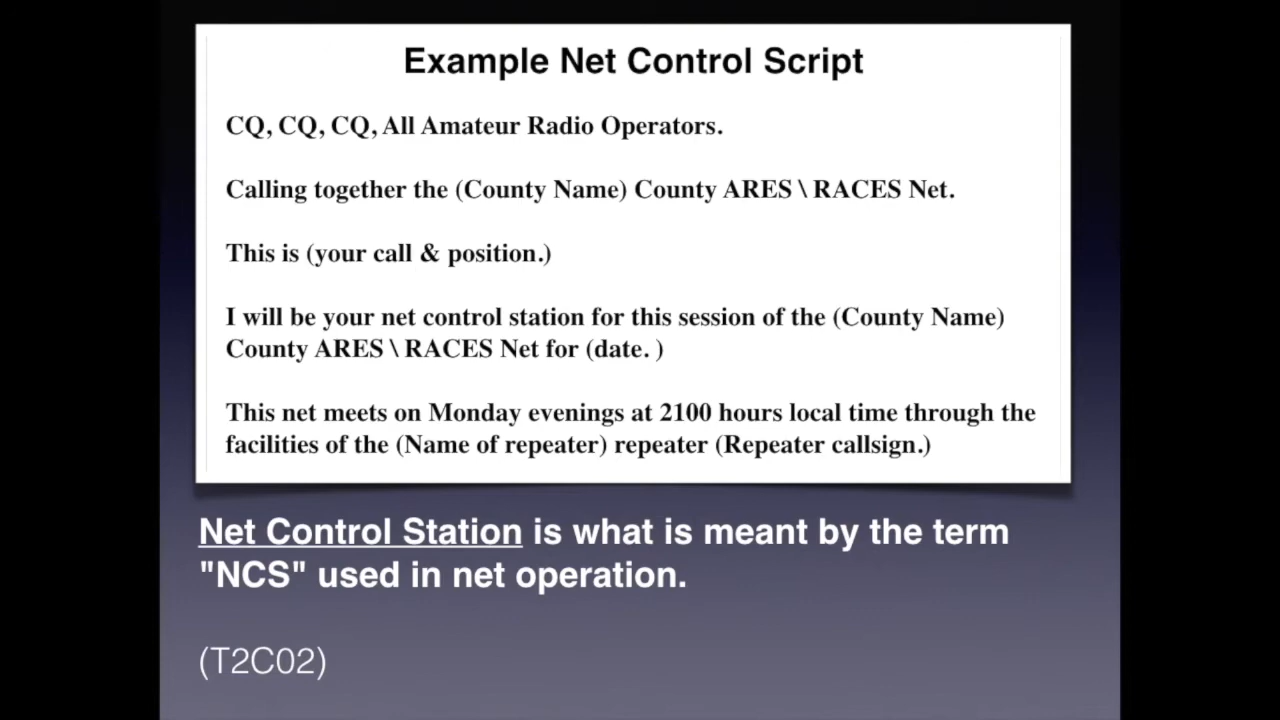 Example Net Control Script
CQ, CQ, CQ, All Amateur Radio Operators.
Calling together the (County Name) County ARES \ RACES Net.
This is (your call & position.)
I will be your net control station for this session of the (County Name)
County ARES \ RACES Net for (date. )
This net meets on Monday evenings at 2100 hours local time through the
facilities of the (Name of repeater) repeater (Repeater callsign.)
Net Control Station is what is meant by the term
"NCS" used in net operation.
(T2C02)